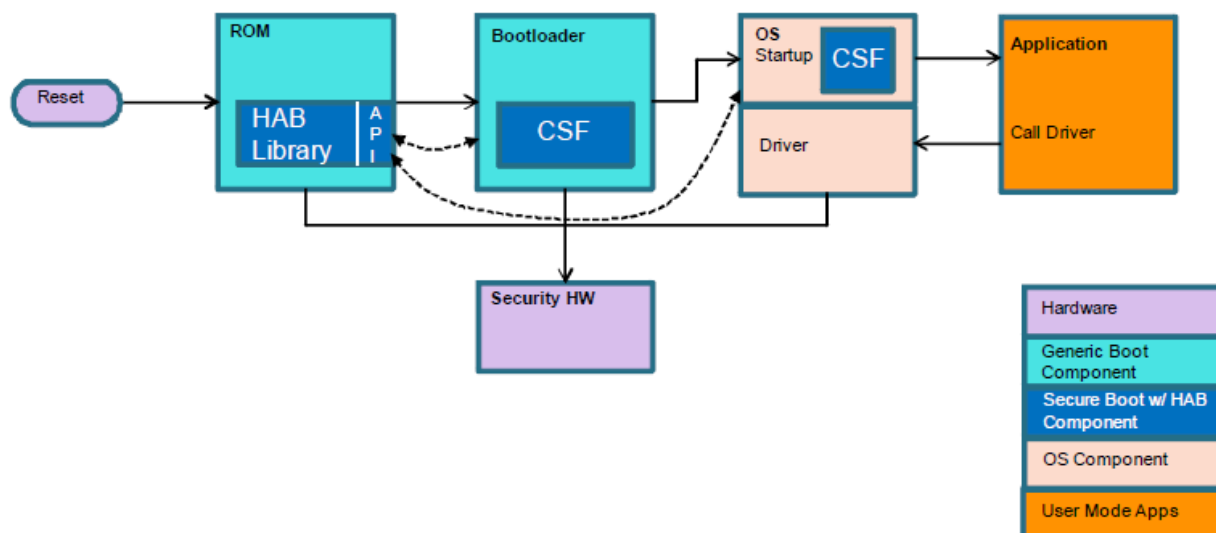 ROM
Bootloader
OS
Startup
CSF
Application
Reset
HAB
Library
A
P
I
CSF
Driver
Call Driver
Security HW
Hardware
Generic Boot
Component
Secure Boot w/ HAB
Component
OS Component
User Mode Apps